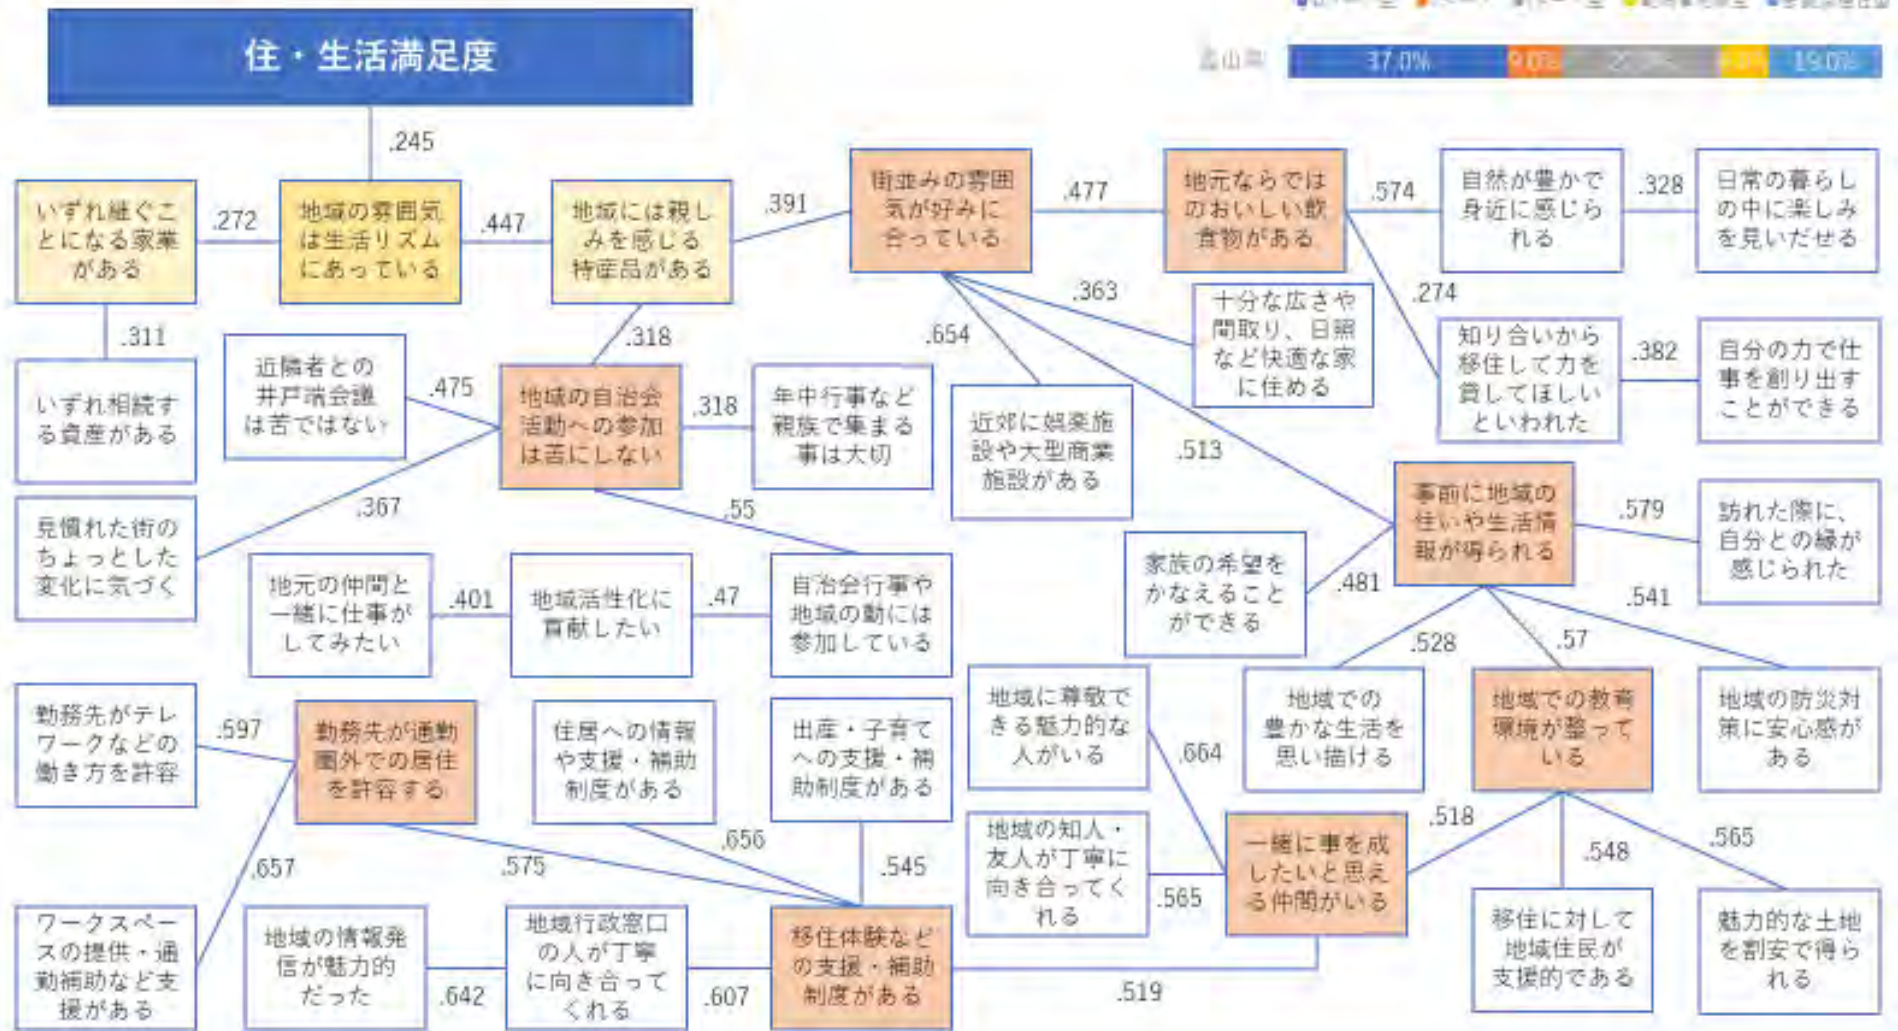 住・生活満足度
37.0%
9.0%
19.0%
.245
いずれ継ぐこ
とになる家業
がある
.272
地域の雰囲気
は生活リズム
にあっている
.447
地域には親し
みを感じる
特産品がある
.391
街並みの雰囲
気が好みに
合っている
.477
地元ならでは
のおいしい飲
食物がある
.574
自然が豊かで
身近に感じら
れる
.328
日常の暮らし
の中に楽しみ
を見いだせる
.311
.318
.654
.363
.274
いずれ相続す
る資産がある
近隣者との
井戸端会議
は苦ではない
.475
地域の自治会
活動への参加
は苦にしない
.318
年中行事など
親族で集まる
事は大切
近郊に娯楽施
設や大型商業
施設がある
十分な広さや
間取り、日照
など快適な家
に住める
知り合いから
移住して力を
貸してほしい
といわれた
.382
自分の力で仕
事を創り出す
ことができる
.513
見慣れた街の
ちょっとした
変化に気づく
.367
.55
事前に地域の
住いや生活情
報が得られる
.579
訪れた際に、
自分との縁が
感じられた
地元の仲間と
一緒に仕事が
してみたい
.401
地域活性化に
貢献したい
.47
自治会行事や
地域の動には
参加している
家族の希望を
かなえること
ができる
.481
.528
.57
.541
勤務先がテレ
ワークなどの
働き方を許容
.597
勤務先が通勤
圏外での居住
を許容する
住居への情報
や支援・補助
制度がある
出産・子育て
への支援・補
助制度がある
地域に尊敬で
きる魅力的な
人がいる
.664
地域での
豊かな生活を
思い描ける
地域での教育
環境が整って
いる
地域の防災対
策に安心感が
ある
.657
.575
.656
.545
地域の知人・
友人が丁寧に
向き合ってく
れる
.565
一緒に事を成
したいと思え
る仲間がいる
.518
.548
.565
ワークスペー
スの提供・通
勤補助など支
援がある
地域の情報発
信が魅力的
だった
.642
地域行政窓口
の人が丁寧
に向き合って
くれる
.607
移住体験など
の支援・補助
制度がある
.519
移住に対して
地域住民が
支援的である
魅力的な土地
を割安で得ら
れる